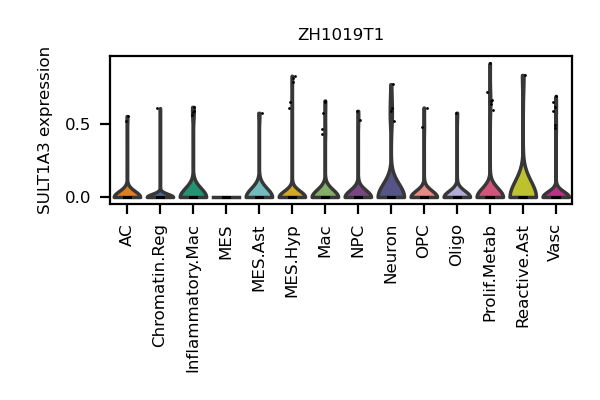 ZH1019T1
SULT1A3 expression
0.5
0.0
AC
Chromatin.Reg
Inflammatory.Mac
MES
MES.Ast
MES.Hyp
Mac
NPC
Neuron
OPC
Oligo
Prolif.Metab
Reactive.Ast
Vasc